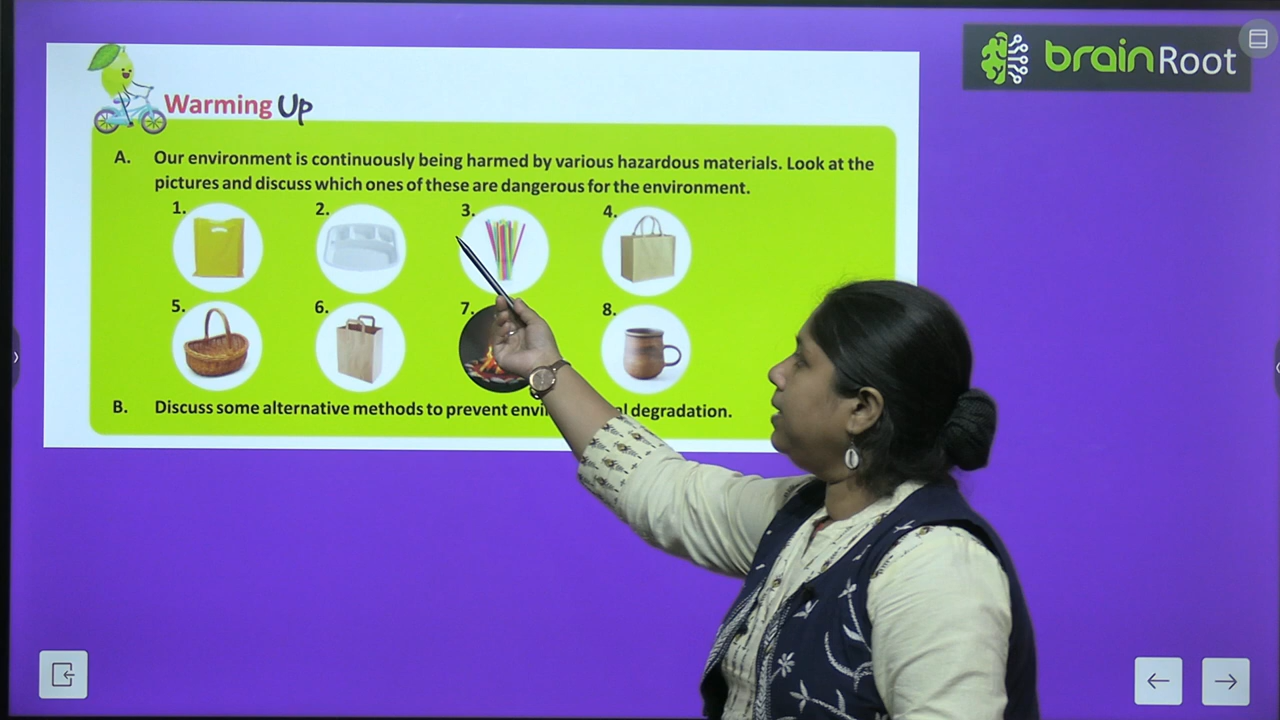 brainRoot
Warming Up
A. Our environment is continuously being harmed by various hazardous materials. Look at the
pictures and discuss which ones of these are dangerous for the environment.
1. 2. 3. 4.
5. 6. 7. 8.
B. Discuss some alternative methods to prevent degradation.